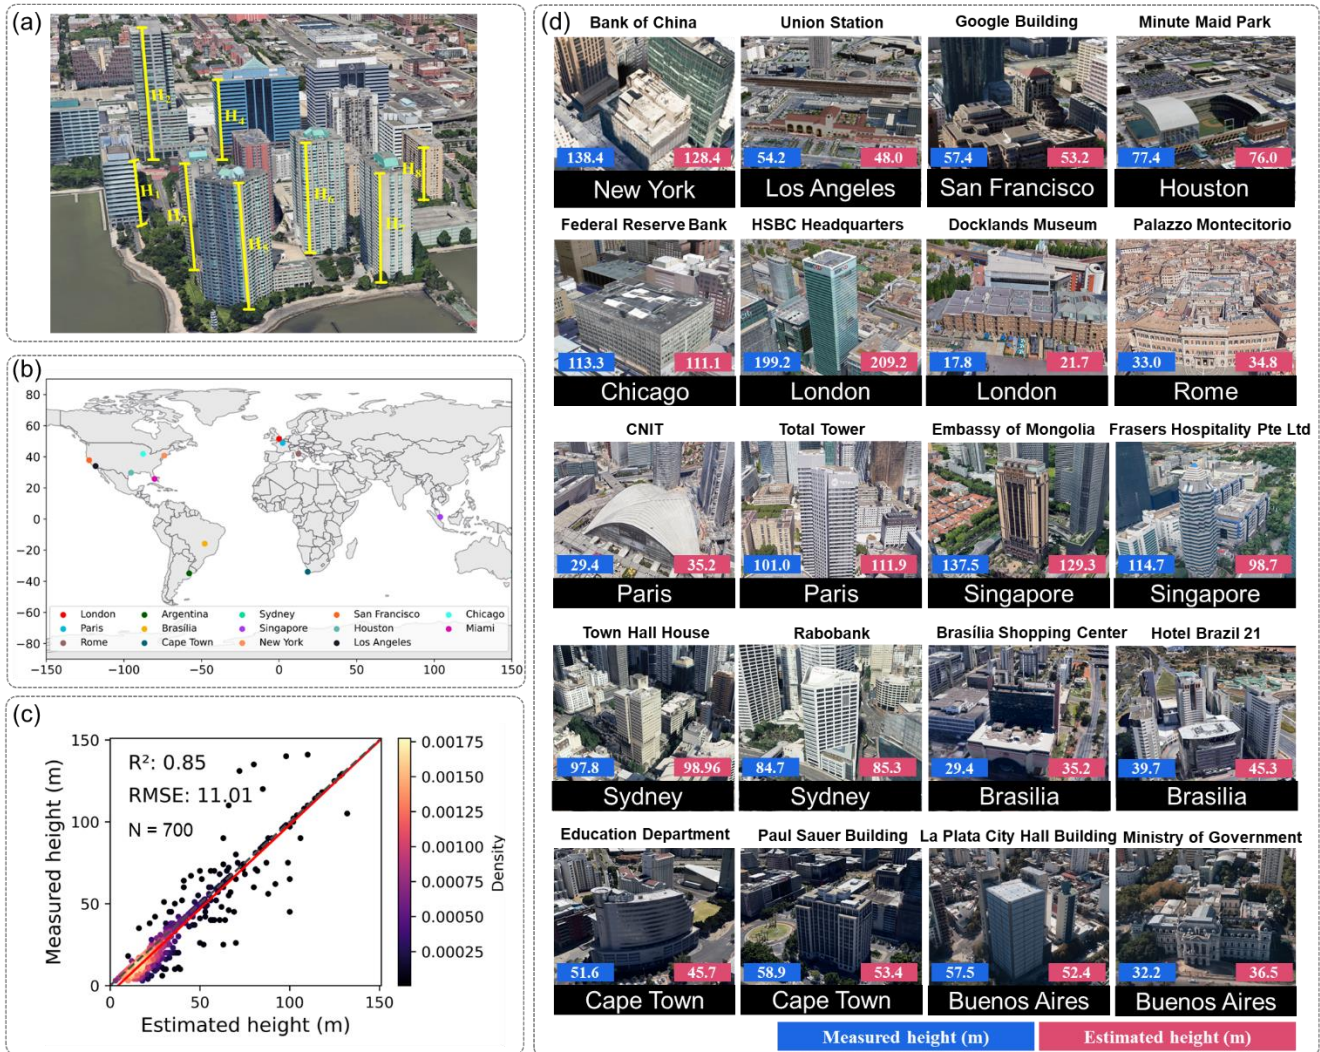 (a)
H₂
H₄
H₁
H₃
H₆
H₈
(b)
80
60
40
20
0
−20
−40
−60
−80
London
Argentina
Sydney
San Francisco
Chicago
Paris
Brasília
Singapore
Houston
Miami
Rome
Cape Town
New York
Los Angeles
−150
−100
−50
0
50
100
150
(c)
R²: 0.85
RMSE: 11.01
N = 700
150
100
50
0
0
50
100
150
Measured height (m)
Estimated height (m)
0.00175
0.00150
0.00125
0.00100
0.00075
0.00050
0.00025
Density
(d)
Bank of China
Union Station
Google Building
Minute Maid Park
138.4
128.4
54.2
48.0
57.4
53.2
77.4
76.0
New York
Los Angeles
San Francisco
Houston
Federal Reserve Bank
HSBC Headquarters
Docklands Museum
Palazzo Montecitorio
113.3
111.1
199.2
209.2
17.8
21.7
33.0
34.8
Chicago
London
London
Rome
CNIT
Total Tower
Embassy of Mongolia
Frasers Hospitality Pte Ltd
29.4
35.2
101.0
111.9
137.5
129.3
114.7
98.7
Paris
Paris
Singapore
Singapore
Town Hall House
Rabobank
Brasília Shopping Center
Hotel Brazil 21
97.8
98.96
84.7
85.3
29.4
35.2
39.7
45.3
Sydney
Sydney
Brasilia
Brasilia
Education Department
Paul Sauer Building
La Plata City Hall Building
Ministry of Government
51.6
45.7
58.9
53.4
57.5
52.4
32.2
36.5
Cape Town
Cape Town
Buenos Aires
Buenos Aires
Measured height (m)
Estimated height (m)